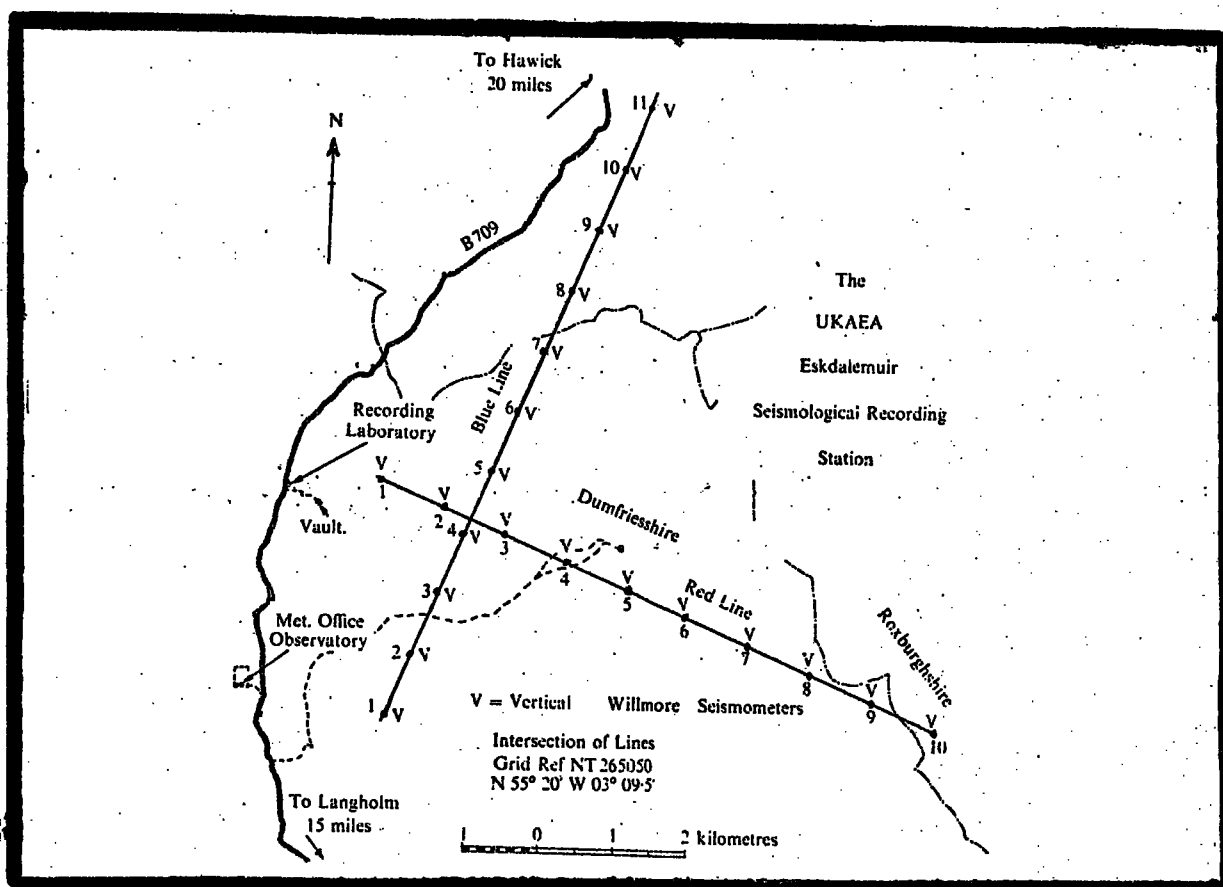 To Hawick
20 miles
N
11 V
10 V
9 V
B 709
8 V
The
UKAEA
Eskdalemuir
Seismological Recording
Station
7 V
Blue Line
6 V
Recording
Laboratory
5 V
V
1
V
2
4 V
V
3
Vault.
Dumfriesshire
V
4
V
5
Red Line
V
6
V
7
V
8
V
9
V
10
Roxburghshire
3 V
Met. Office
Observatory
2 V
1 V
V = Vertical Willmore Seismometers
Intersection of Lines
Grid Ref NT 265050
N 55° 20' W 03° 09·5'
To Langholm
15 miles
1 0 1 2 kilometres